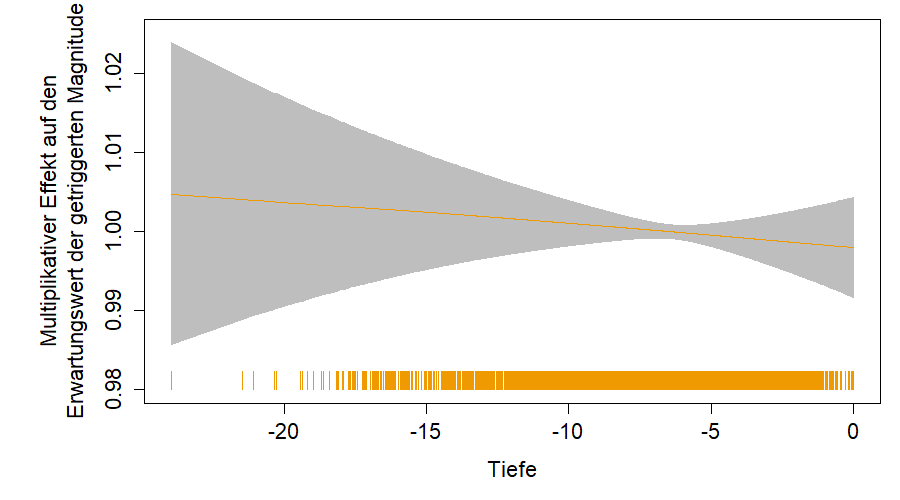 Multiplikativer Effekt auf den
Erwartungswert der getriggerten Magnitude
1.02
1.01
1.00
0.99
0.98
-20 -15 -10 -5 0
Tiefe